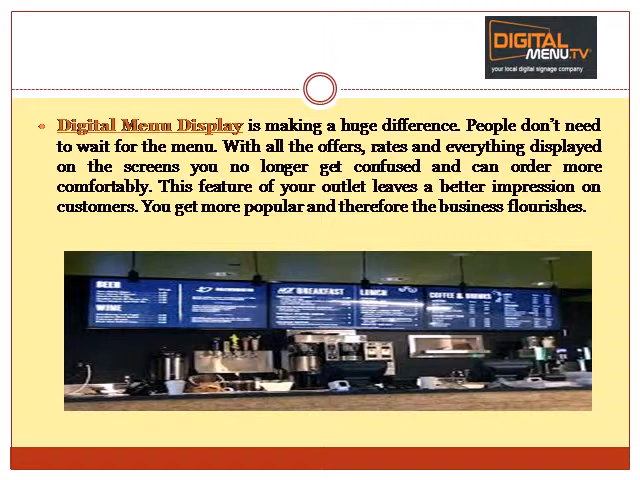 DIGITAL
MENU.TV
your local digital signage company
Digital Menu Display is making a huge difference. People don't need
to wait for the menu. With all the offers, rates and everything displayed
on the screens you no longer get confused and can order more
comfortably. This feature of your outlet leaves a better impression on
customers. You get more popular and therefore the business flourishes.
BEER
WINE
BREAKFAST
LUNCH
COFFEE & DRINKS